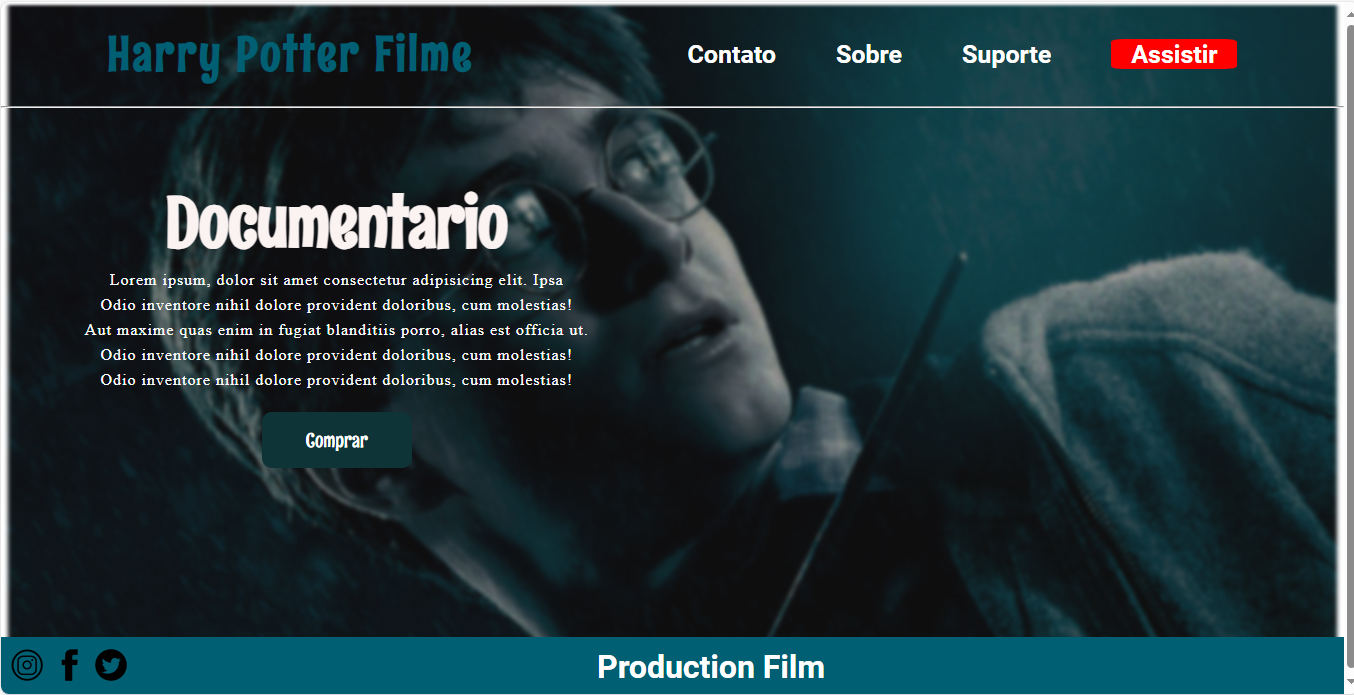 Harry Potter Filme
Contato Sobre Suporte Assistir
Documentario
Lorem ipsum, dolor sit amet consectetur adipisicing elit. Ipsa
Odio inventore nihil dolore provident doloribus, cum molestias!
Aut maxime quas enim in fugiat blanditiis porro, alias est officia ut.
Odio inventore nihil dolore provident doloribus, cum molestias!
Odio inventore nihil dolore provident doloribus, cum molestias!
Comprar
Production Film